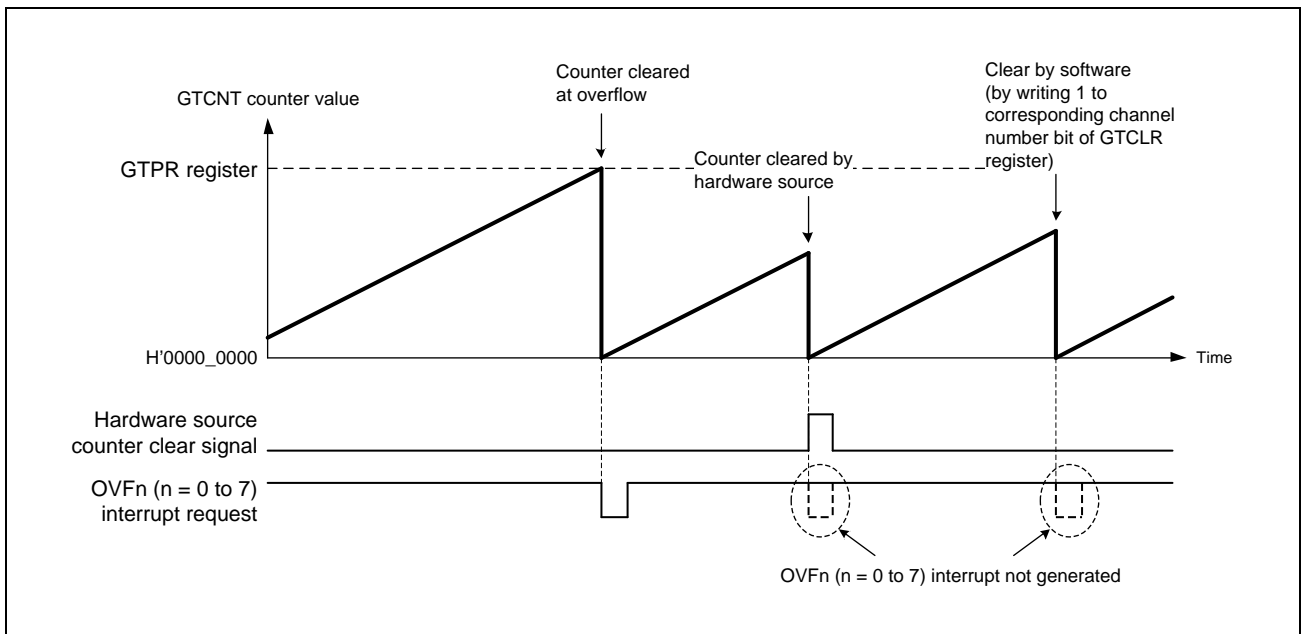 Counter cleared
at overflow
Clear by software
(by writing 1 to
corresponding channel
number bit of GTCLR
register)
GTCNT counter value
GTPR register
Counter cleared by
hardware source
H'0000_0000
Time
Hardware source
counter clear signal
OVFn (n = 0 to 7)
interrupt request
OVFn (n = 0 to 7) interrupt not generated